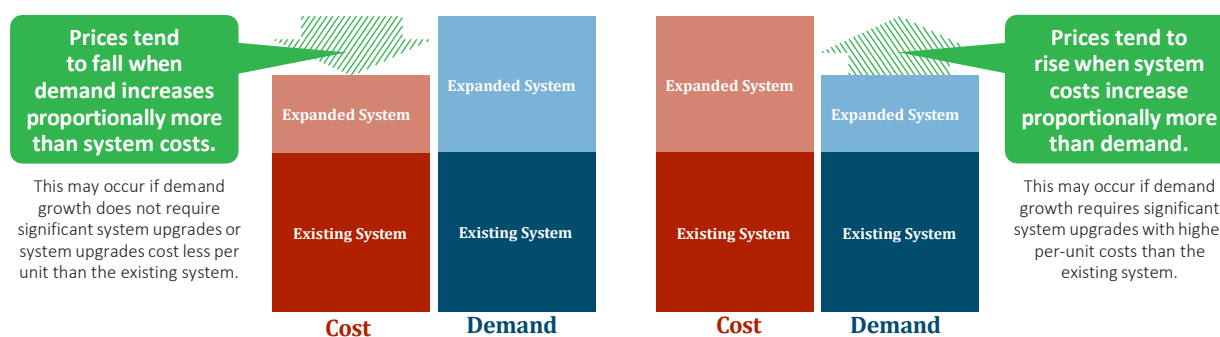 Prices tend
to fall when
demand increases
proportionally more
than system costs.
This may occur if demand
growth does not require
significant system upgrades or
system upgrades cost less per
unit than the existing system.
Expanded System
Existing System
Cost
Expanded System
Existing System
Demand
Expanded System
Existing System
Cost
Expanded System
Existing System
Demand
Prices tend to
rise when system
costs increase
proportionally more
than demand.
This may occur if demand
growth requires significant
system upgrades with highe
per-unit costs than the
existing system.